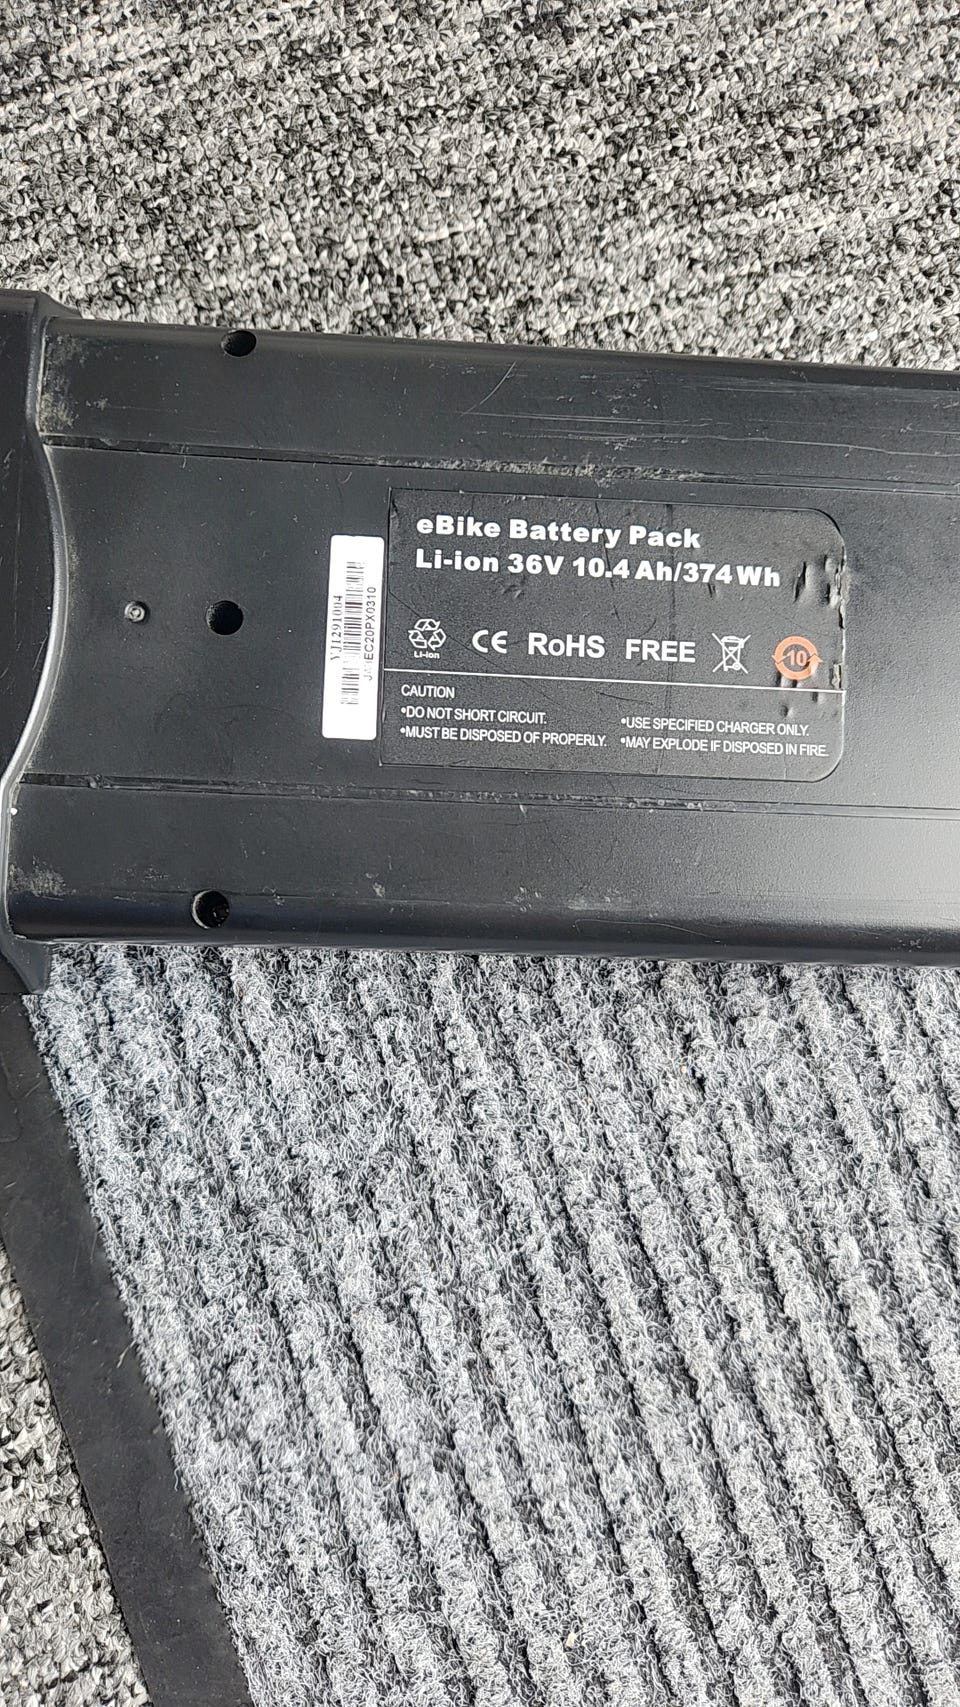 eBike Battery Pack
Li-ion 36V 10.4 Ah/374 Wh
Li-ion
CE RoHS FREE
10
CAUTION
•DO NOT SHORT CIRCUIT.
•MUST BE DISPOSED OF PROPERLY.
•USE SPECIFIED CHARGER ONLY.
•MAY EXPLODE IF DISPOSED IN FIRE.
YJ1291004